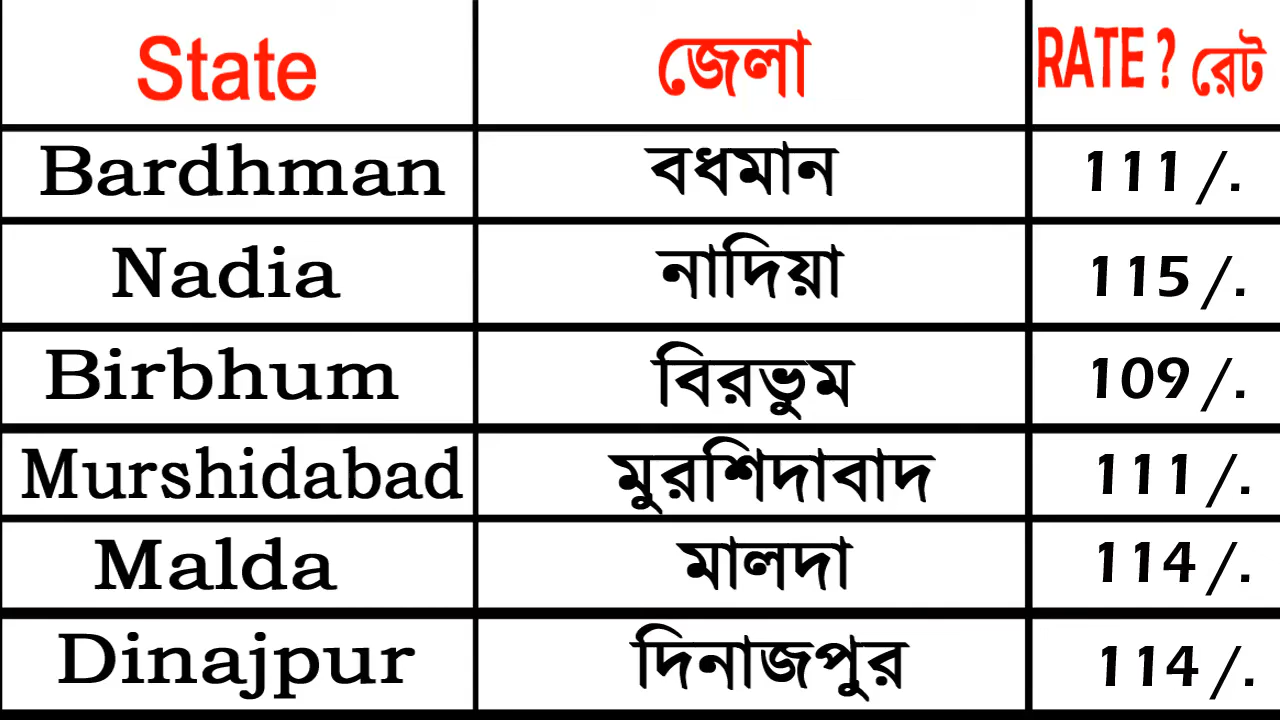 State জেলা RATE ? রেট
Bardhman বধমান 111/.
Nadia নাদিয়া 115/.
Birbhum বিরভুম 109/.
Murshidabad মুরশিদাবাদ 111/.
Malda মালদা 114/.
Dinajpur দিনাজপুর 114/.